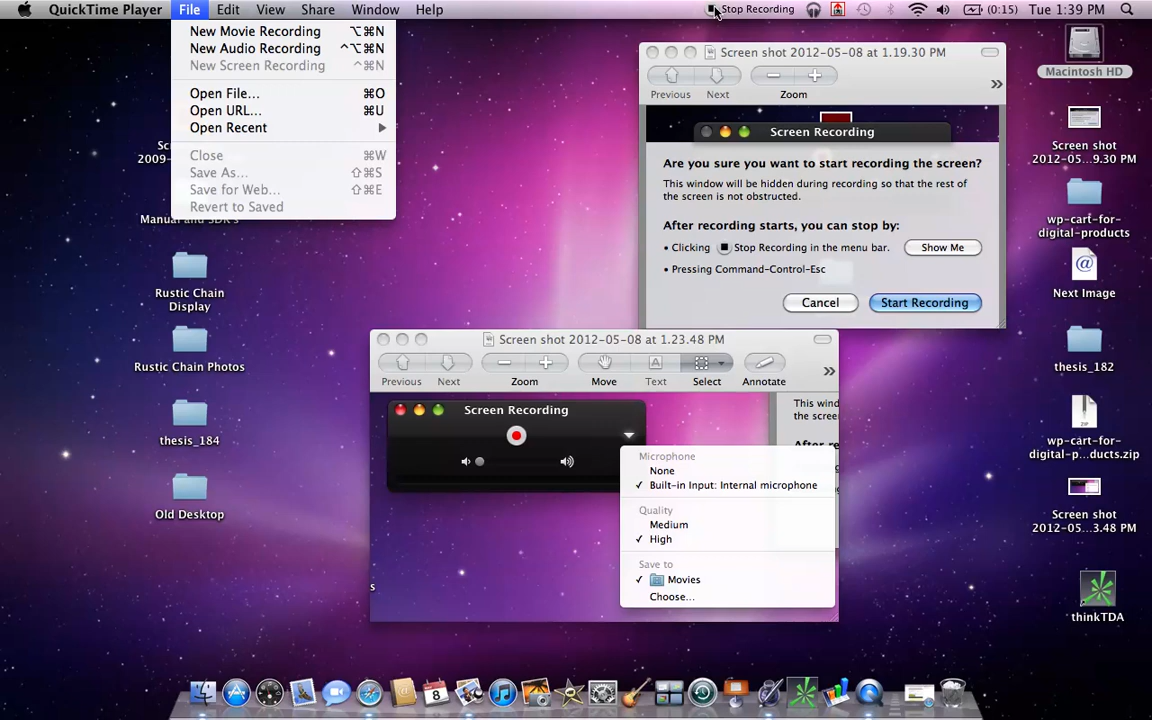 QuickTime Player File Edit View Share Window Help
Stop Recording (0:15) Tue 1:39 PM
New Movie Recording ⌥⌘N
New Audio Recording ^⌥⌘N
New Screen Recording ^⌘N
Open File... ⌘O
Open URL... ⌘U
Open Recent
Close ⌘W
Save As... ⇧⌘S
Save for Web... ⇧⌘E
Revert to Saved
Rustic Chain
Display
Rustic Chain Photos
thesis_184
Old Desktop
Screen shot 2012-05-08 at 1.19.30 PM
Previous Next Zoom
Screen Recording
Are you sure you want to start recording the screen?
This window will be hidden during recording so that the rest of
the screen is not obstructed.
After recording starts, you can stop by:
• Clicking Stop Recording in the menu bar. Show Me
• Pressing Command-Control-Esc
Cancel Start Recording
Screen shot 2012-05-08 at 1.23.48 PM
Previous Next Zoom Move Text Select Annotate
Screen Recording
This wind
the screen
Microphone
None
✓ Built-in Input: Internal microphone
Quality
Medium
✓ High
Save to
✓ Movies
Choose...
s
Macintosh HD
Screen shot
2012-05...9.30 PM
wp-cart-for-
digital-products
Next Image
thesis_182
wp-cart-for-
digital-p...ducts.zip
Screen shot
2012-05...3.48 PM
thinkTDA
8